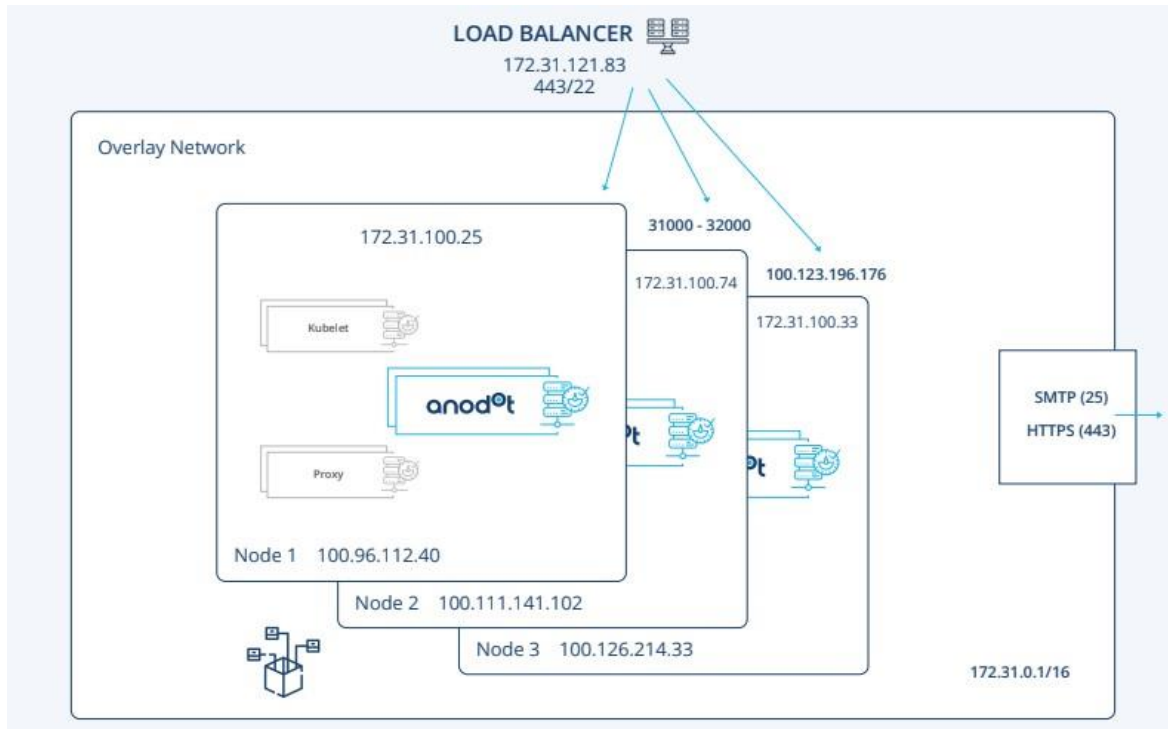 LOAD BALANCER
172.31.121.83
443/22
Overlay Network
172.31.100.25
31000 - 32000
172.31.100.74
100.123.196.176
172.31.100.33
Kubelet
anodot
ot
ot
Proxy
SMTP (25)
HTTPS (443)
Node 1 100.96.112.40
Node 2 100.111.141.102
Node 3 100.126.214.33
172.31.0.1/16